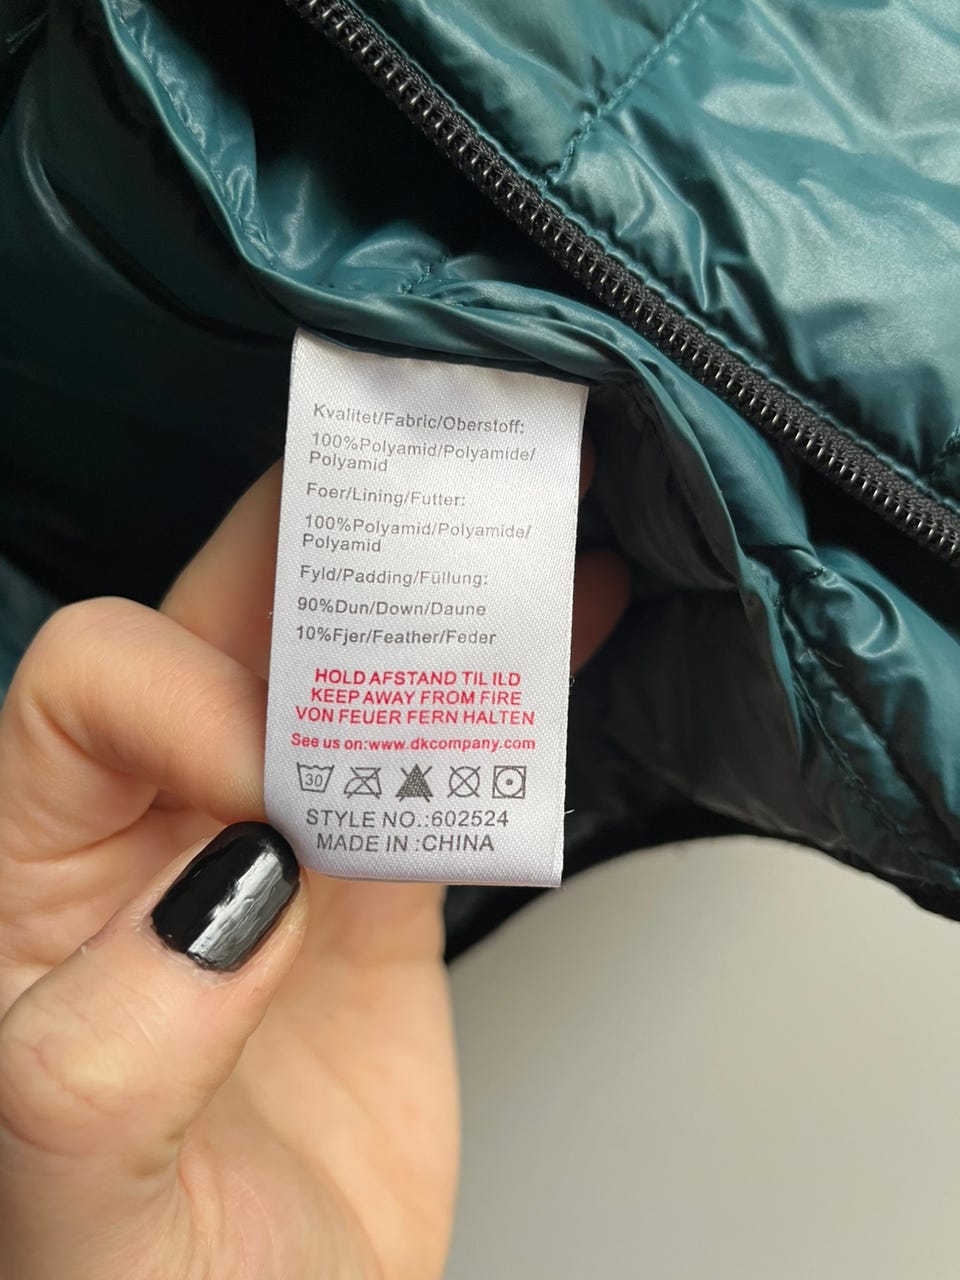 Kvalitet/Fabric/Oberstoff:
100%Polyamid/Polyamide/
Polyamid
Foer/Lining/Futter:
100%Polyamid/Polyamide/
Polyamid
Fyld/Padding/Füllung:
90%Dun/Down/Daune
10%Fjer/Feather/Feder
HOLD AFSTAND TIL ILD
KEEP AWAY FROM FIRE
VON FEUER FERN HALTEN
See us on:www.dkcompany.com
30
STYLE NO.:602524
MADE IN :CHINA